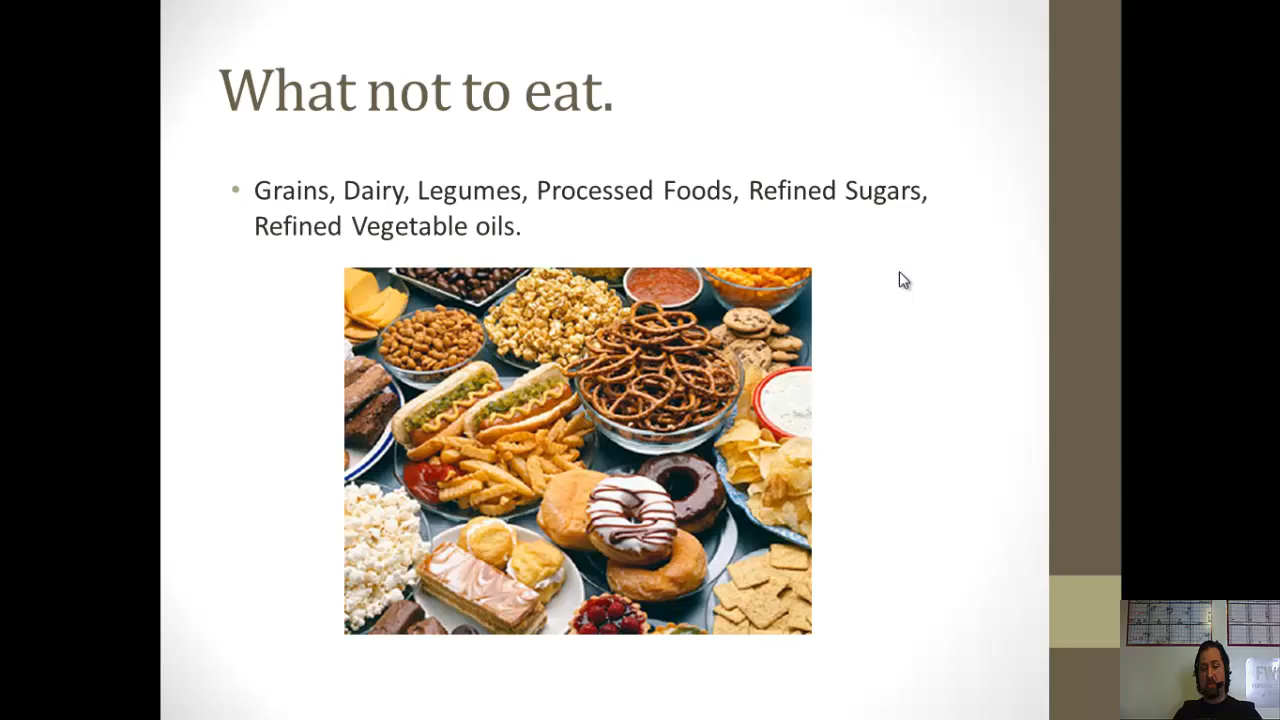 What not to eat.
• Grains, Dairy, Legumes, Processed Foods, Refined Sugars,
Refined Vegetable oils.